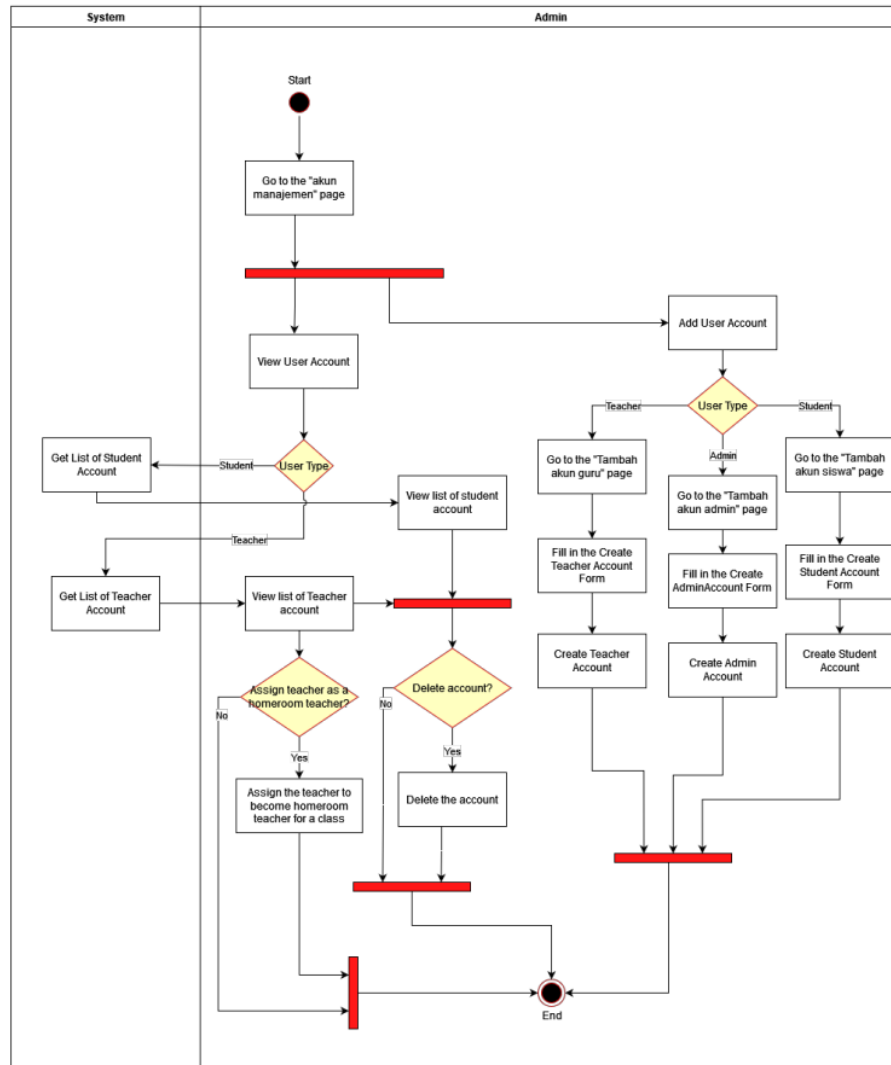 System
Admin
Start
Go to the "akun
manajemen" page
Add User Account
View User Account
User Type
Teacher
Student
Admin
Get List of Student
Account
Student
User Type
Teacher
View list of student
account
Go to the "Tambah
akun guru" page
Go to the "Tambah
akun admin" page
Go to the "Tambah
akun siswa" page
Get List of Teacher
Account
View list of Teacher
account
Fill in the Create
Teacher Account
Form
Fill in the Create
AdminAccount Form
Fill in the Create
Student Account
Form
Assign teacher as a
homeroom teacher?
No
Yes
Delete account?
No
Yes
Create Teacher
Account
Create Admin
Account
Create Student
Account
Assign the teacher to
become homeroom
teacher for a class
Delete the account
End